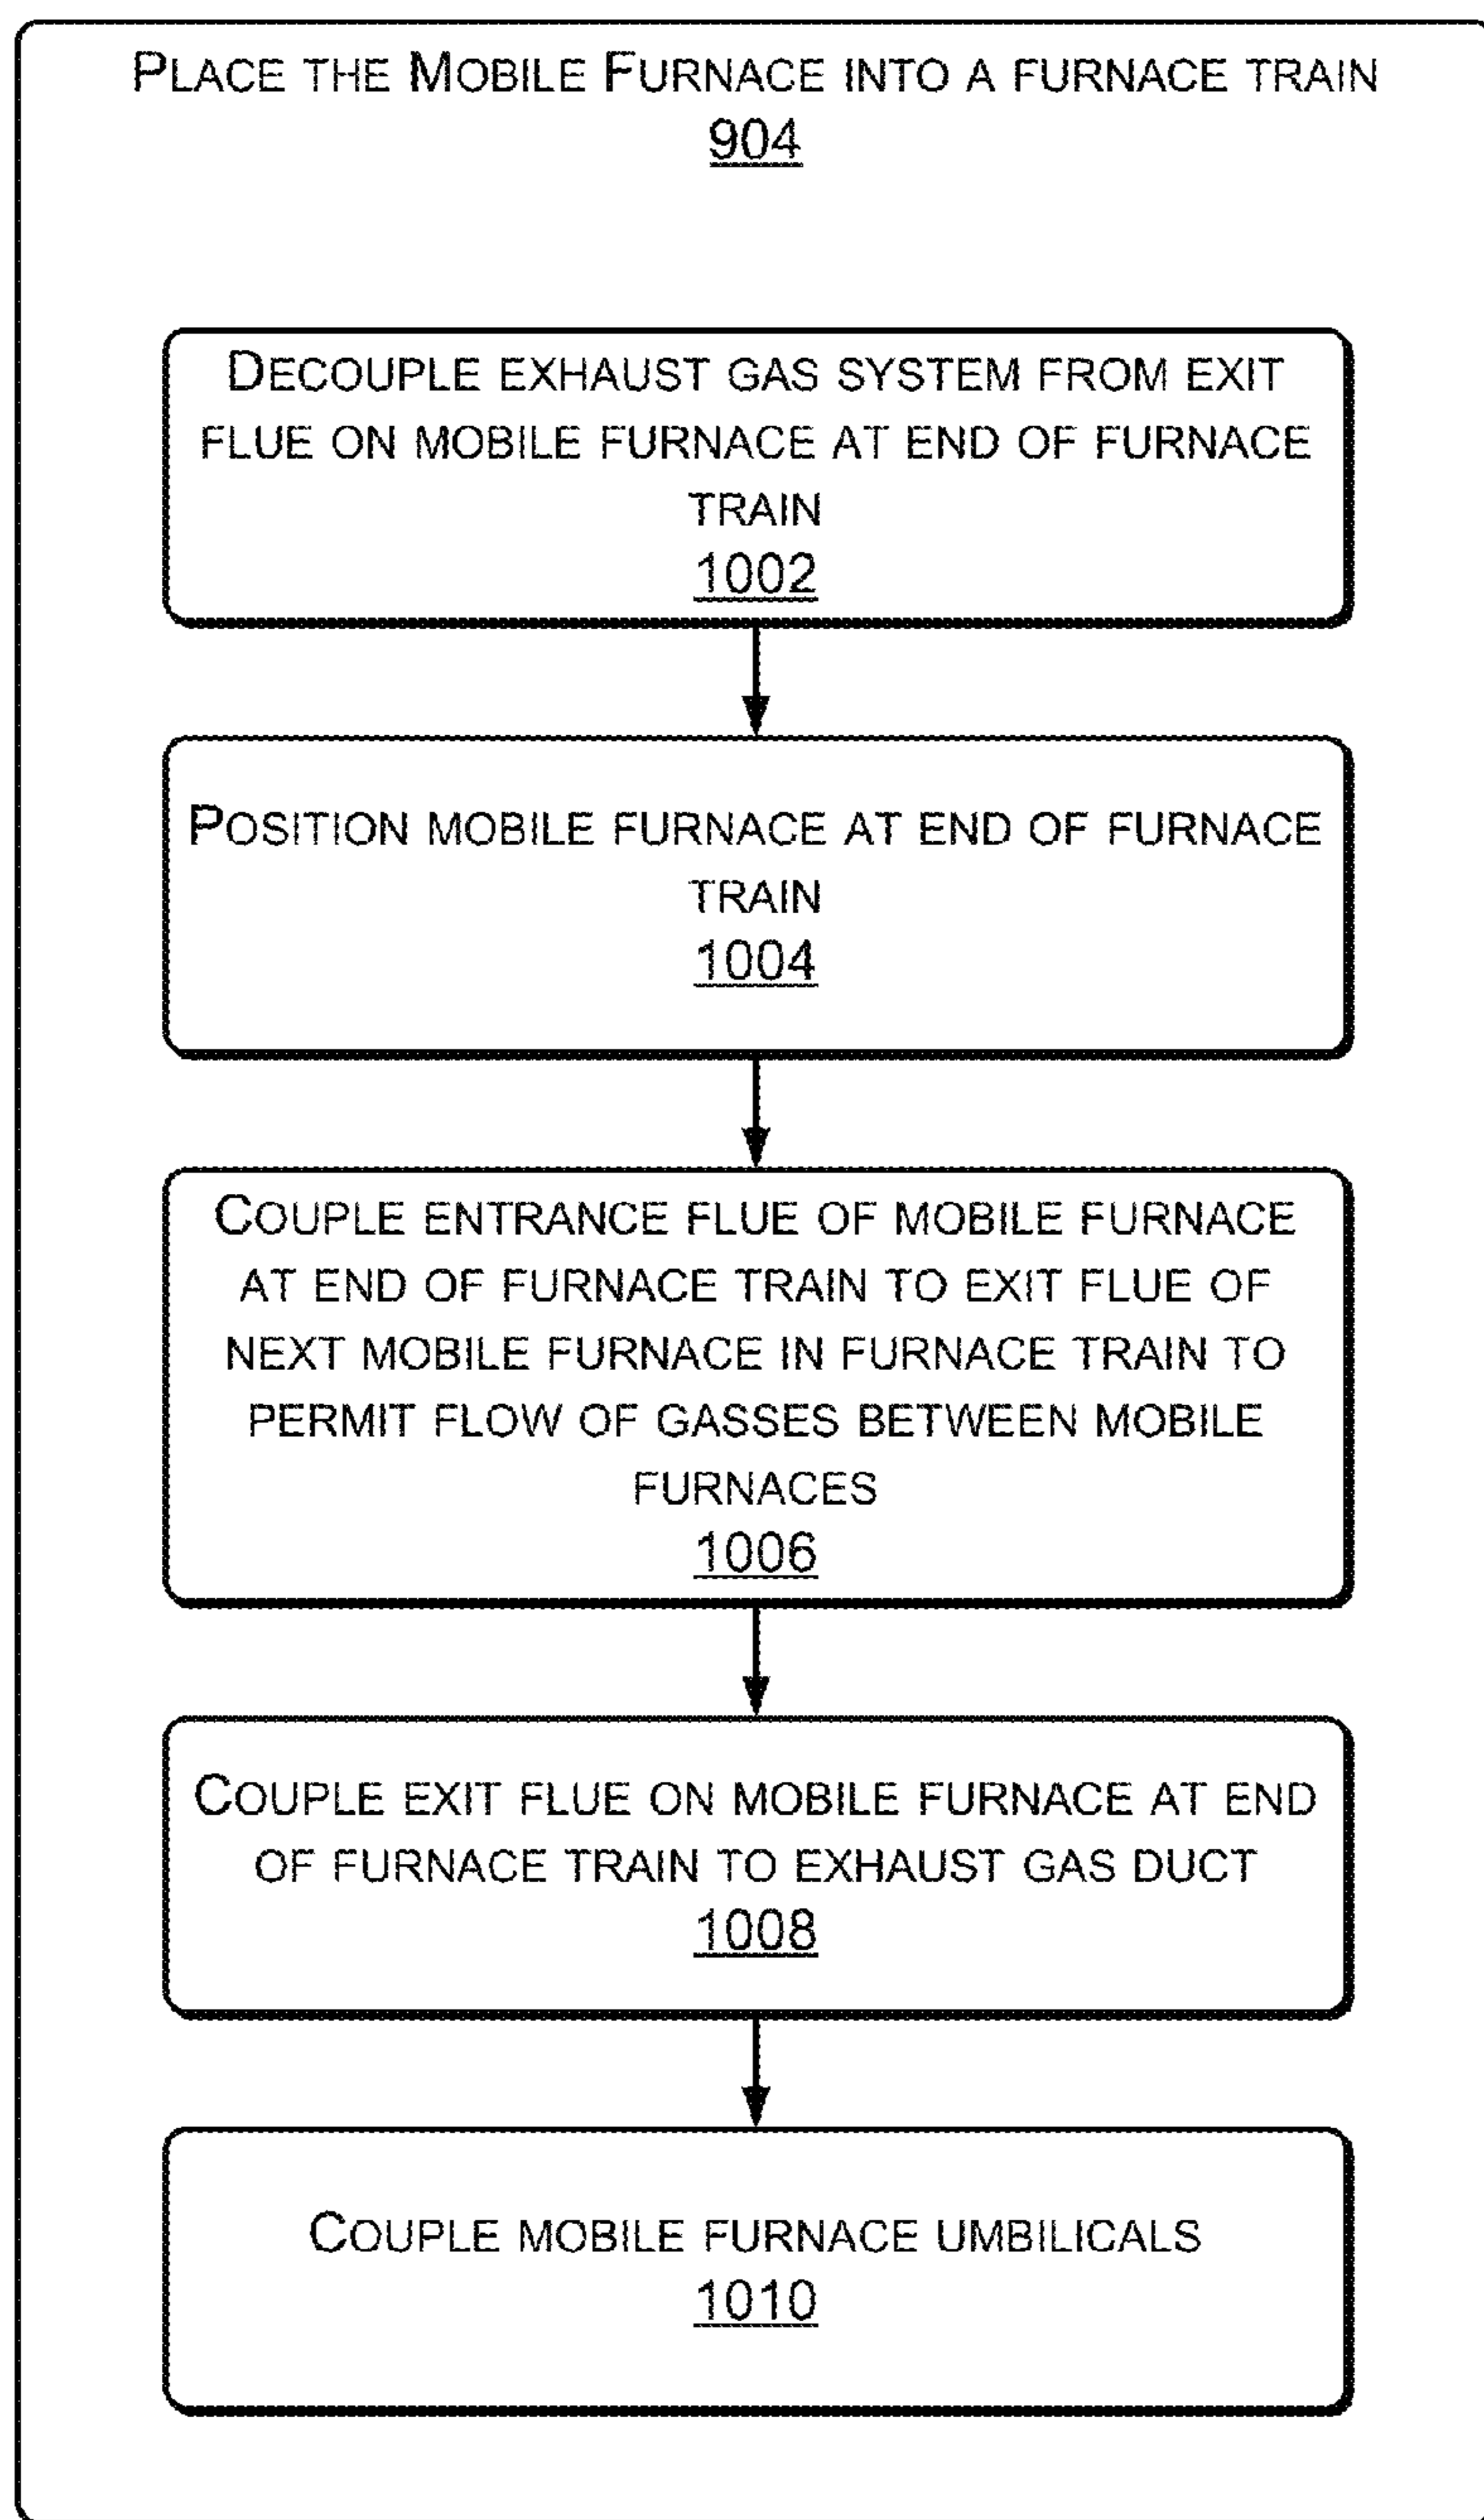 PLACE THE MOBILE FURNACE INTO A FURNACE TRAIN
904
DECOUPLE EXHAUST GAS SYSTEM FROM EXIT
FLUE ON MOBILE FURNACE AT END OF FURNACE
TRAIN
1002
POSITION MOBILE FURNACE AT END OF FURNACE
TRAIN
1004
COUPLE ENTRANCE FLUE OF MOBILE FURNACE
AT END OF FURNACE TRAIN TO EXIT FLUE OF
NEXT MOBILE FURNACE IN FURNACE TRAIN TO
PERMIT FLOW OF GASSES BETWEEN MOBILE
FURNACES
1006
COUPLE EXIT FLUE ON MOBILE FURNACE AT END
OF FURNACE TRAIN TO EXHAUST GAS DUCT
1008
COUPLE MOBILE FURNACE UMBILICALS
1010